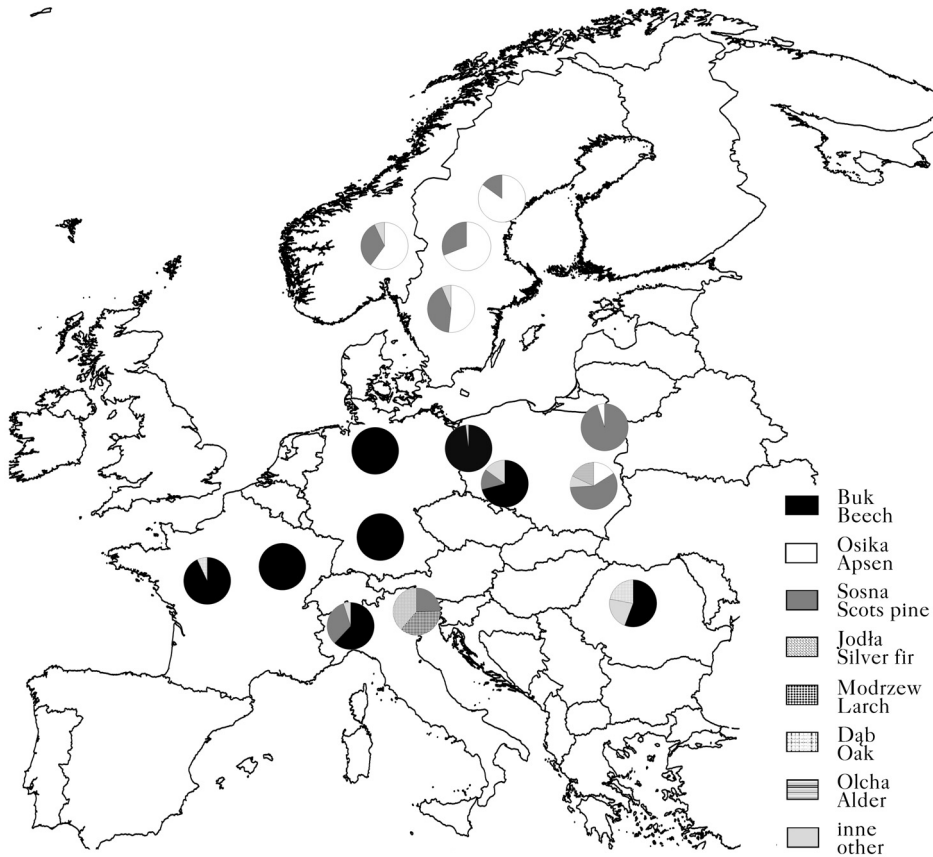 Buk
Beech
Osika
Apsen
Sosna
Scots pine
Jodła
Silver fir
Modrzew
Larch
Dąb
Oak
Olcha
Alder
inne
other